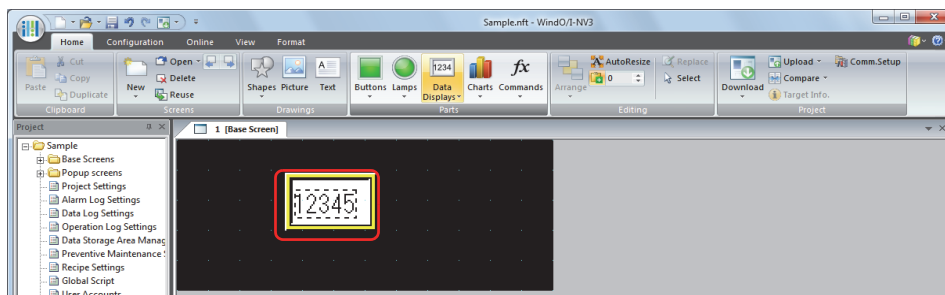 Sample.nft - WindO/I-NV3
Home Configuration Online View Format
Paste Cut Copy Duplicate
Clipboard
New Open Delete Reuse
Screens
Shapes Picture Text
Drawings
Buttons Lamps 1234 Data Displays Charts fx Commands
Parts
Arrange AutoResize 0 Replace Select
Editing
Download Upload Compare Target Info. Comm.Setup
Project
Project
1 [Base Screen]
Sample
Base Screens
Popup screens
Project Settings
Alarm Log Settings
Data Log Settings
Operation Log Settings
Data Storage Area Manag
Preventive Maintenance
Recipe Settings
Global Script
User Accounts
12345